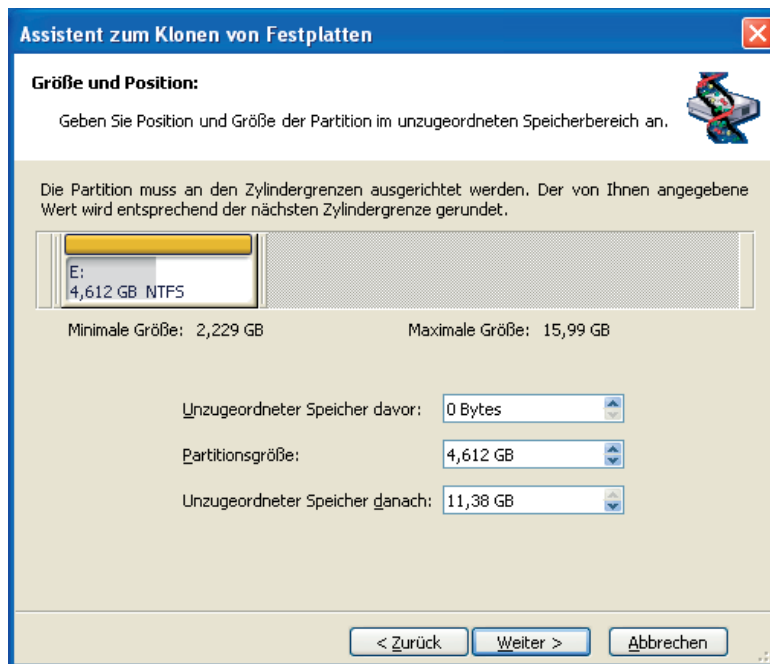 Assistent zum Klonen von Festplatten
Größe und Position:
Geben Sie Position und Größe der Partition im unzugeordneten Speicherbereich an.
Die Partition muss an den Zylindergrenzen ausgerichtet werden. Der von Ihnen angegebene
Wert wird entsprechend der nächsten Zylindergrenze gerundet.
E:
4,612 GB NTFS
Minimale Größe: 2,229 GB Maximale Größe: 15,99 GB
Unzugeordneter Speicher davor: 0 Bytes
Partitionsgröße: 4,612 GB
Unzugeordneter Speicher danach: 11,38 GB
< Zurück Weiter > Abbrechen